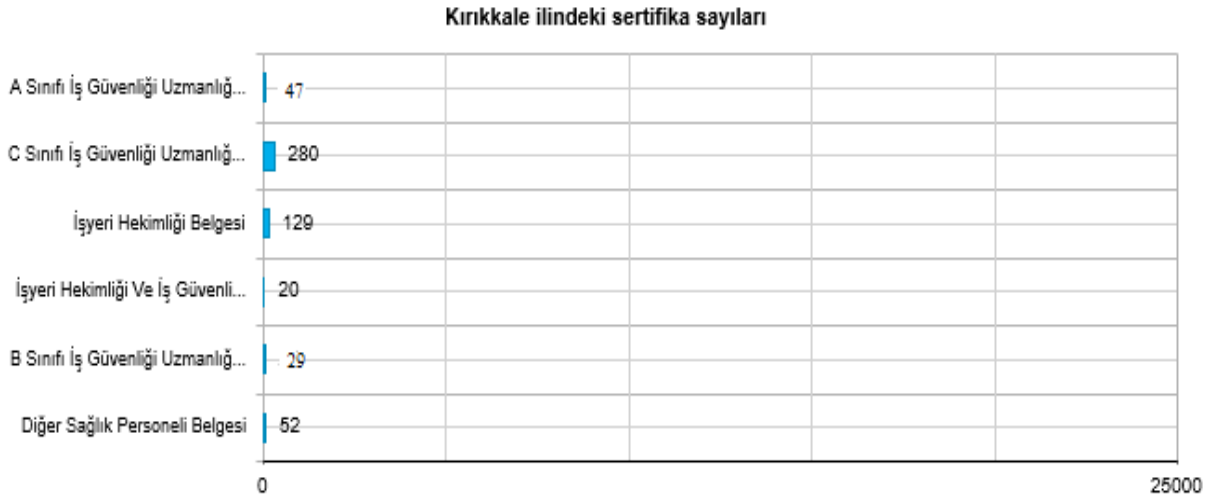 Kırıkkale ilindeki sertifika sayıları
A Sınıfı İş Güvenliği Uzmanlığ... 47
C Sınıfı İş Güvenliği Uzmanlığ... 280
İşyeri Hekimliği Belgesi 129
İşyeri Hekimliği Ve İş Güvenli... 20
B Sınıfı İş Güvenliği Uzmanlığ... 29
Diğer Sağlık Personeli Belgesi 52
0 25000